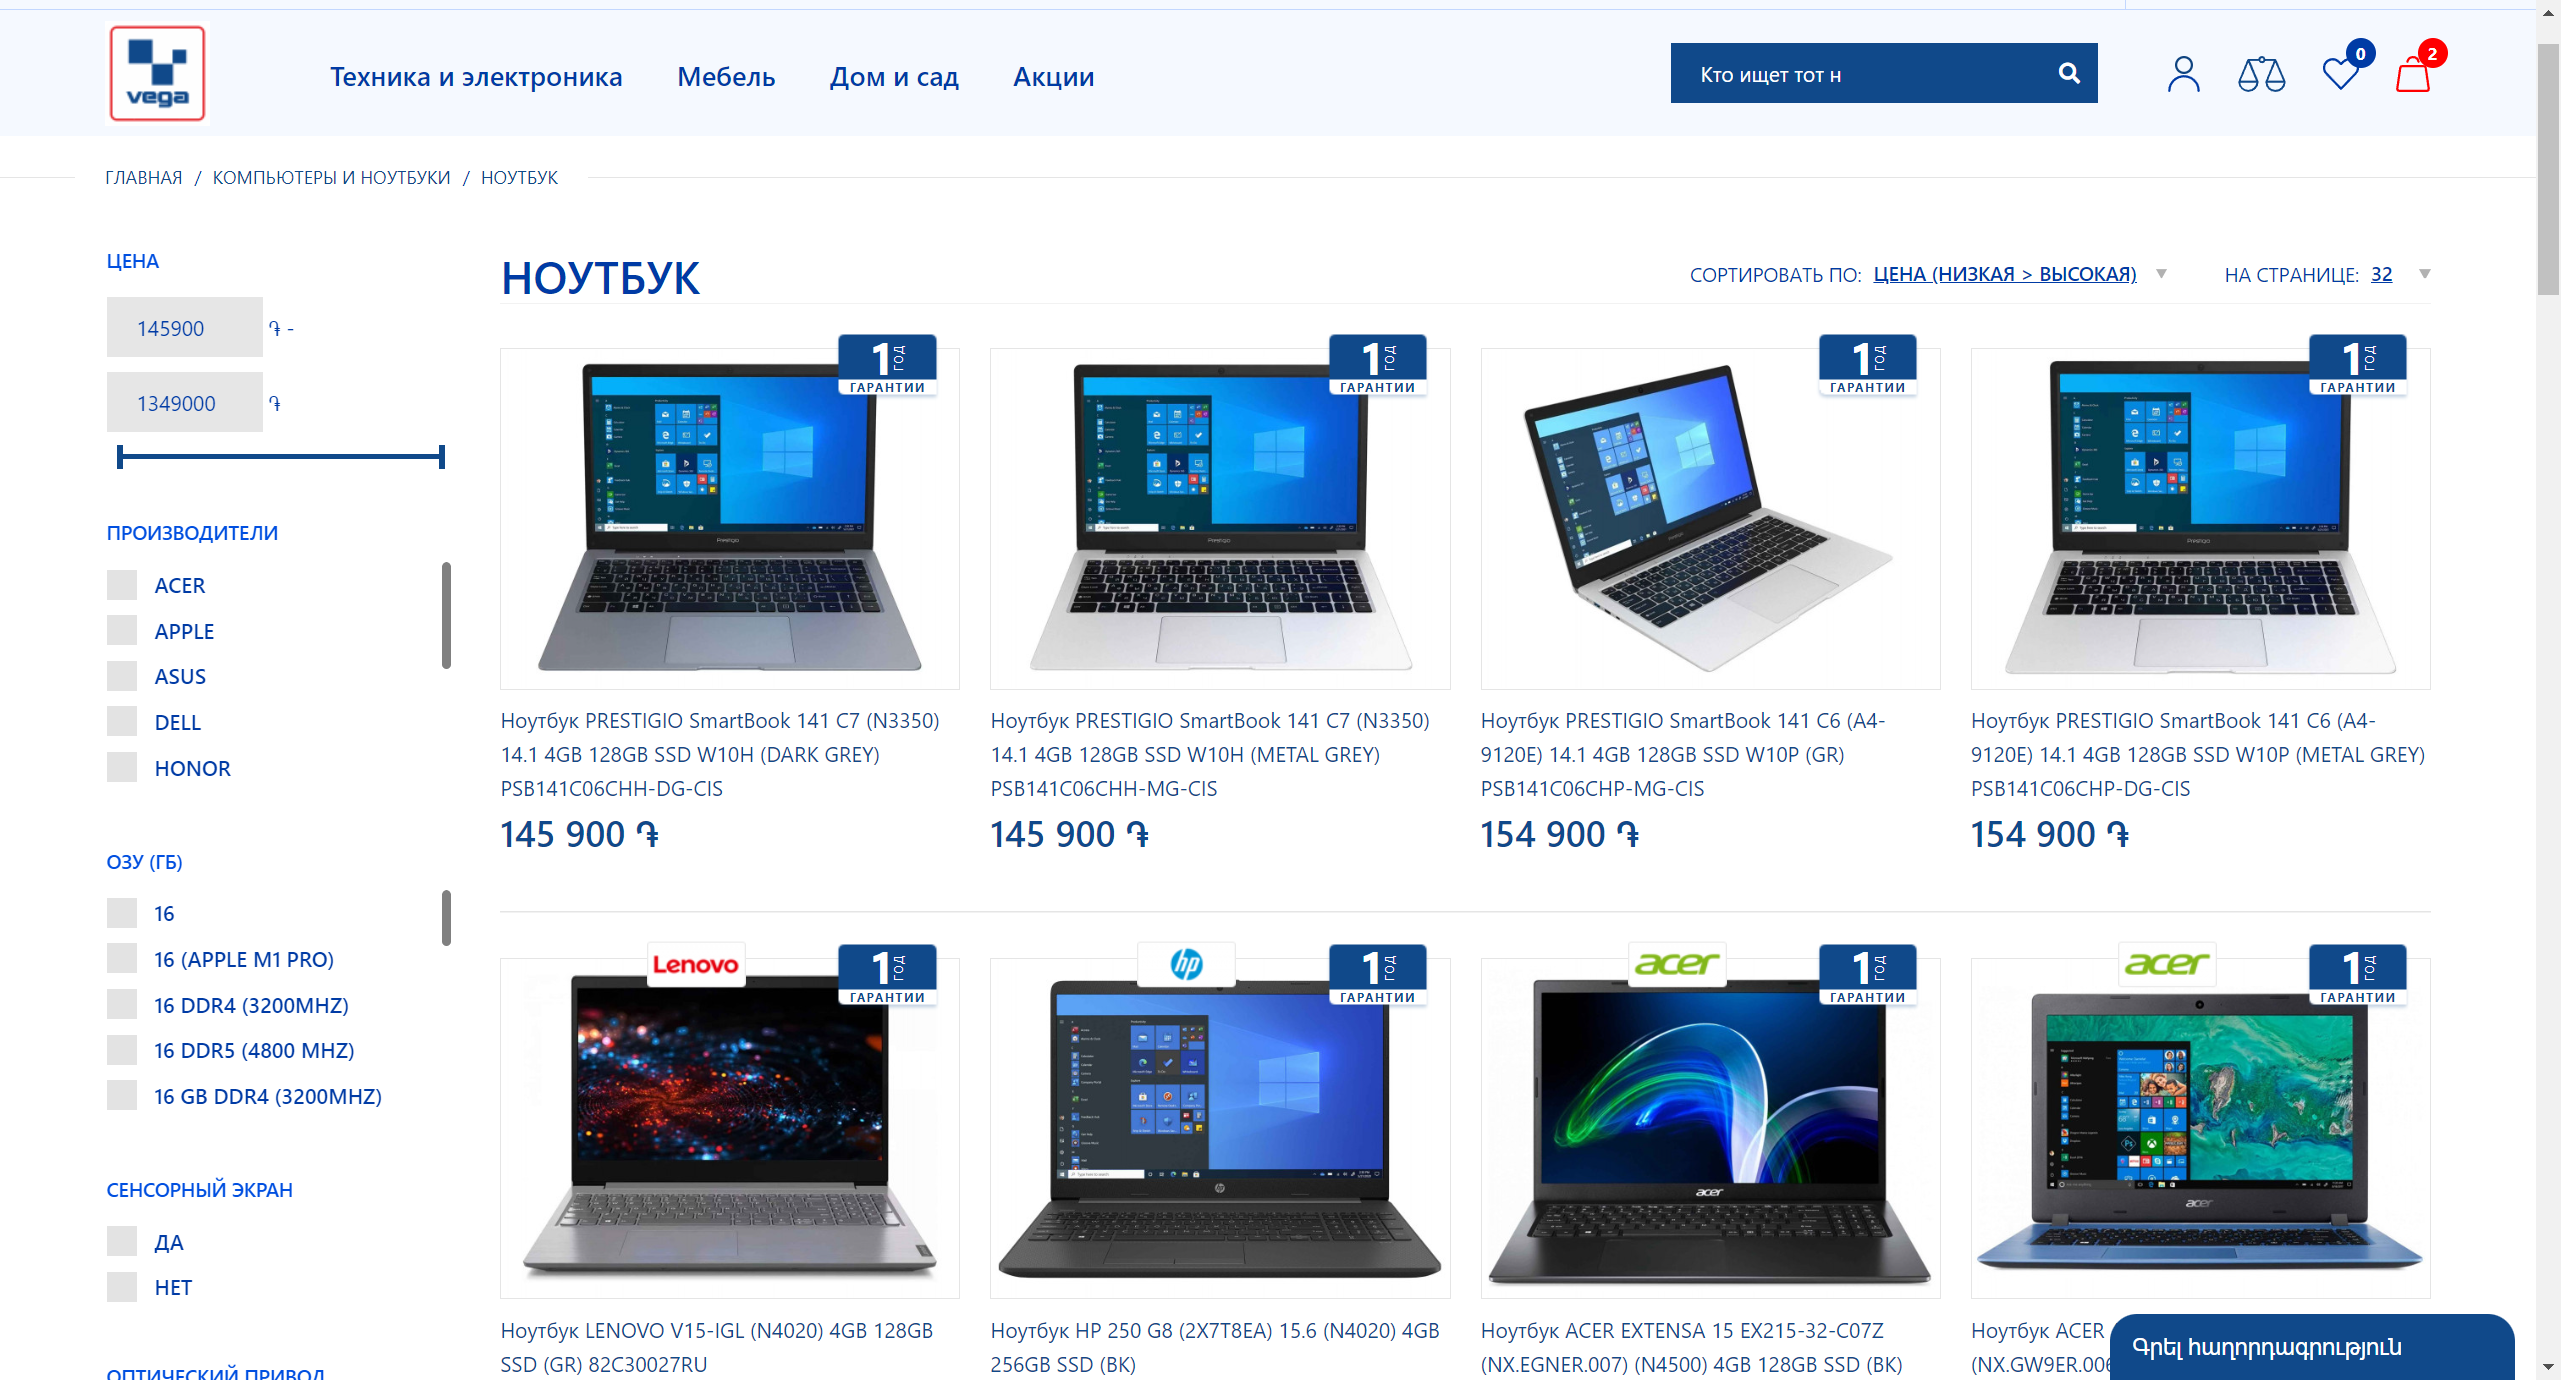 vega
Техника и электроника
Мебель
Дом и сад
Акции
Кто ищет тот н
0
2
ГЛАВНАЯ / КОМПЬЮТЕРЫ И НОУТБУКИ / НОУТБУК
ЦЕНА
145900 ֏ -
1349000 ֏
ПРОИЗВОДИТЕЛИ
ACER
APPLE
ASUS
DELL
HONOR
ОЗУ (ГБ)
16
16 (APPLE M1 PRO)
16 DDR4 (3200MHZ)
16 DDR5 (4800 MHZ)
16 GB DDR4 (3200MHZ)
СЕНСОРНЫЙ ЭКРАН
ДА
НЕТ
ОПТИЧЕСКИЙ ПРИВОД
НОУТБУК
СОРТИРОВАТЬ ПО: ЦЕНА (НИЗКАЯ > ВЫСОКАЯ)
НА СТРАНИЦЕ: 32
1 ГОД
ГАРАНТИИ
Prestigio
Ноутбук PRESTIGIO SmartBook 141 C7 (N3350)
14.1 4GB 128GB SSD W10H (DARK GREY)
PSB141C06CHH-DG-CIS
145 900 ֏
1 ГОД
ГАРАНТИИ
Prestigio
Ноутбук PRESTIGIO SmartBook 141 C7 (N3350)
14.1 4GB 128GB SSD W10H (METAL GREY)
PSB141C06CHH-MG-CIS
145 900 ֏
1 ГОД
ГАРАНТИИ
Ноутбук PRESTIGIO SmartBook 141 C6 (A4-
9120E) 14.1 4GB 128GB SSD W10P (GR)
PSB141C06CHP-MG-CIS
154 900 ֏
1 ГОД
ГАРАНТИИ
Prestigio
Ноутбук PRESTIGIO SmartBook 141 C6 (A4-
9120E) 14.1 4GB 128GB SSD W10P (METAL GREY)
PSB141C06CHP-DG-CIS
154 900 ֏
Lenovo
1 ГОД
ГАРАНТИИ
Ноутбук LENOVO V15-IGL (N4020) 4GB 128GB
SSD (GR) 82C30027RU
hp
1 ГОД
ГАРАНТИИ
Ноутбук HP 250 G8 (2X7T8EA) 15.6 (N4020) 4GB
256GB SSD (BK)
acer
1 ГОД
ГАРАНТИИ
acer
Ноутбук ACER EXTENSA 15 EX215-32-C07Z
(NX.EGNER.007) (N4500) 4GB 128GB SSD (BK)
acer
1 ГОД
ГАРАНТИИ
acer
Ноутбук ACER
(NX.GW9ER.006
Գրել հաղորդագրություն